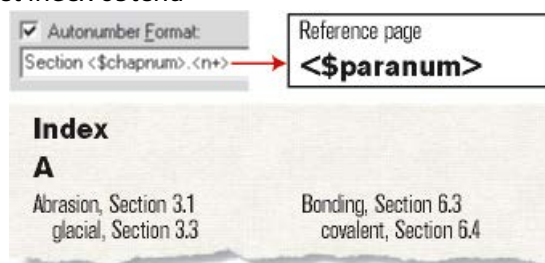 Autonumber Format:
Section <$chapnum>.<n+>
Reference page
<$paranum>
Index
A
Abrasion, Section 3.1
glacial, Section 3.3
Bonding, Section 6.3
covalent, Section 6.4